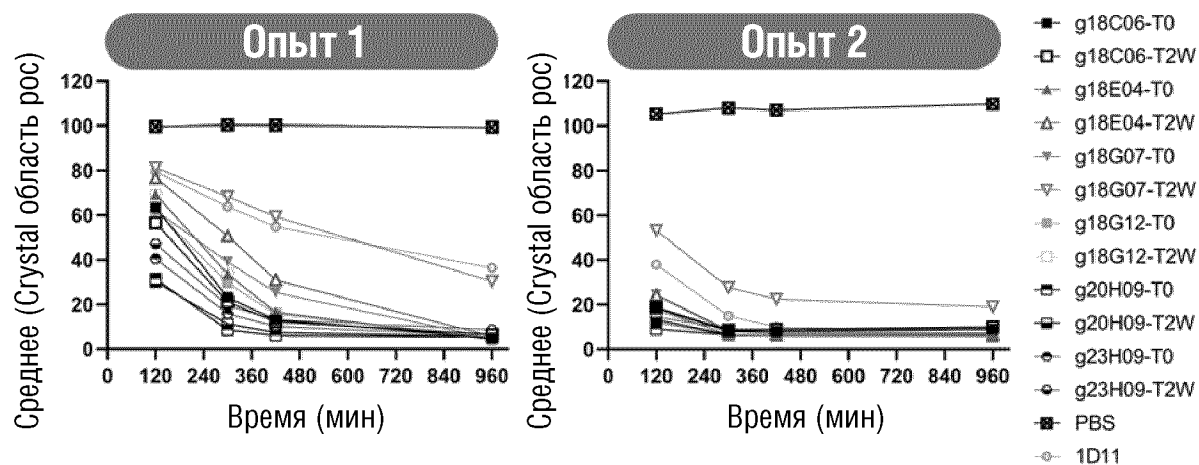 Опыт 1
Среднее (Crystal область рос)
120
100
80
60
40
20
0
0 120 240 360 480 600 720 840 960
Время (мин)
Опыт 2
Среднее (Crystal область рос)
120
100
80
60
40
20
0
0 120 240 360 480 600 720 840 960
Время (мин)
g18C06-T0
g18C06-T2W
g18E04-T0
g18E04-T2W
g18G07-T0
g18G07-T2W
g18G12-T0
g18G12-T2W
g20H09-T0
g20H09-T2W
g23H09-T0
g23H09-T2W
PBS
1D11